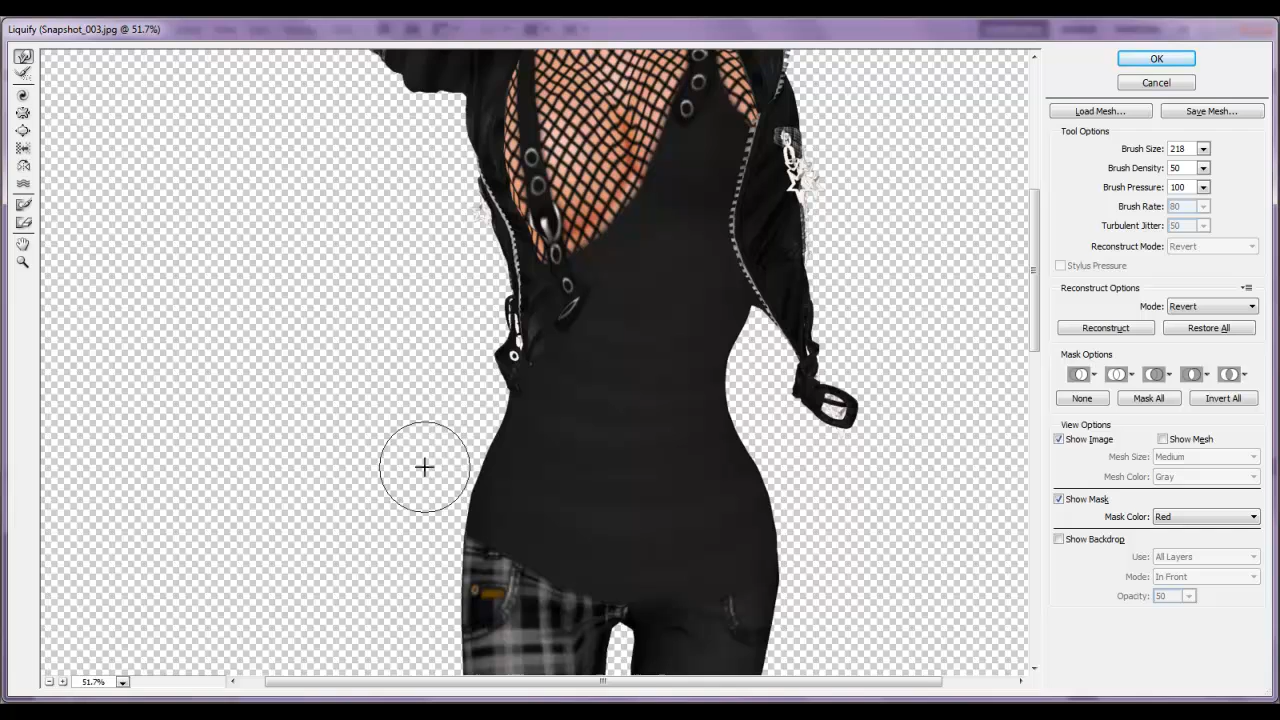 Liquify (Snapshot_003.jpg @ 51.7%)
OK
Cancel
Load Mesh...
Save Mesh...
Tool Options
Brush Size: 218
Brush Density: 50
Brush Pressure: 100
Brush Rate: 80
Turbulent Jitter: 50
Reconstruct Mode: Revert
Stylus Pressure
Reconstruct Options
Mode: Revert
Reconstruct
Restore All
Mask Options
None
Mask All
Invert All
View Options
Show Image
Show Mesh
Mesh Size: Medium
Mesh Color: Gray
Show Mask
Mask Color: Red
Show Backdrop
Use: All Layers
Mode: In Front
Opacity: 50
51.7%